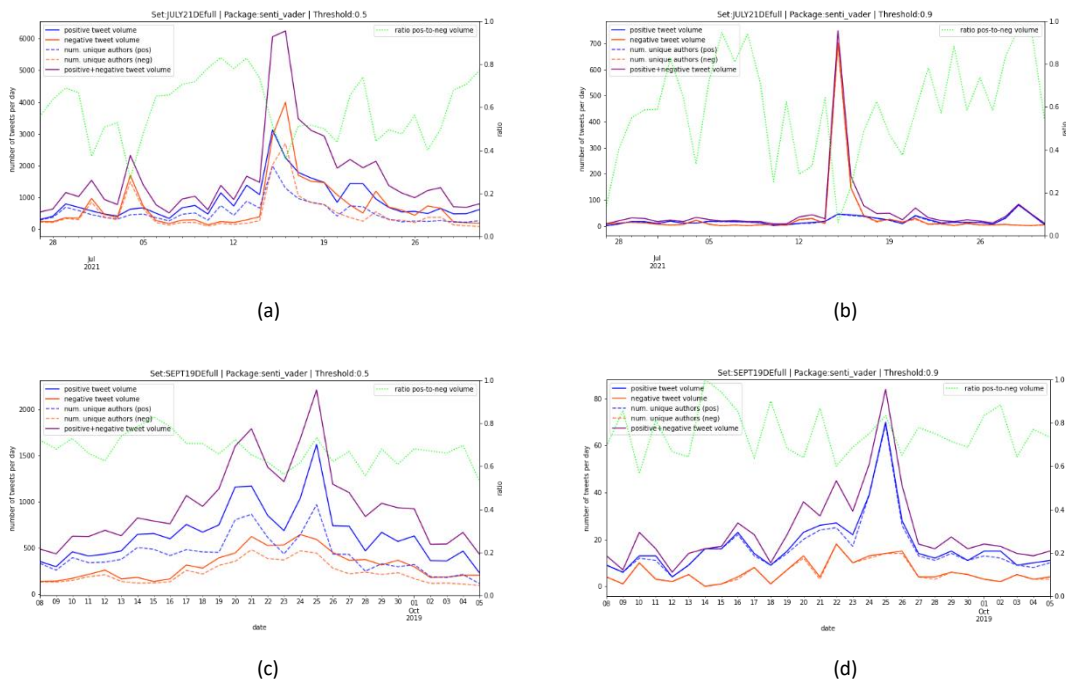 Set:JULY21DEfull | Package:senti_vader | Threshold:0.5
positive tweet volume
negative tweet volume
num. unique authors (pos)
num. unique authors (neg)
positive+negative tweet volume
ratio pos-to-neg volume
number of tweets per day
6000
5000
4000
3000
2000
1000
0
1.0
0.8
0.6
0.4
0.2
0.0
ratio
28 05 12 19 26
Jul
2021
(a)
Set:JULY21DEfull | Package:senti_vader | Threshold:0.9
positive tweet volume
negative tweet volume
num. unique authors (pos)
num. unique authors (neg)
positive+negative tweet volume
ratio pos-to-neg volume
number of tweets per day
700
600
500
400
300
200
100
0
1.0
0.8
0.6
0.4
0.2
0.0
ratio
28 05 12 19 26
Jul
2021
(b)
Set:SEPT19DEfull | Package:senti_vader | Threshold:0.5
positive tweet volume
negative tweet volume
num. unique authors (pos)
num. unique authors (neg)
positive+negative tweet volume
ratio pos-to-neg volume
number of tweets per day
2000
1500
1000
500
0
1.0
0.8
0.6
0.4
0.2
0.0
ratio
08 09 10 11 12 13 14 15 16 17 18 19 20 21 22 23 24 25 26 27 28 29 30 01 02 03 04 05
Oct
2019
date
(c)
Set:SEPT19DEfull | Package:senti_vader | Threshold:0.9
positive tweet volume
negative tweet volume
num. unique authors (pos)
num. unique authors (neg)
positive+negative tweet volume
ratio pos-to-neg volume
number of tweets per day
80
60
40
20
0
1.0
0.8
0.6
0.4
0.2
0.0
ratio
08 09 10 11 12 13 14 15 16 17 18 19 20 21 22 23 24 25 26 27 28 29 30 01 02 03 04 05
Oct
2019
date
(d)